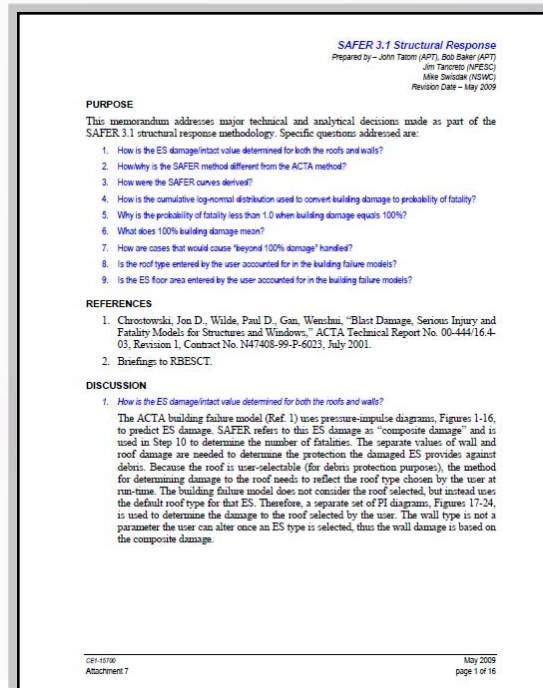 SAFER 3.1 Structural Response
Prepared by – John Tatom (APT), Bob Baker (APT)
Jim Tancreto (NFESC)
Mike Swisdak (NSWC)
Revision Date – May 2009
PURPOSE
This memorandum addresses major technical and analytical decisions made as part of the
SAFER 3.1 structural response methodology. Specific questions addressed are:
1. How is the ES damage/intact value determined for both the roofs and walls?
2. How/why is the SAFER method different from the ACTA method?
3. How were the SAFER curves derived?
4. How is the cumulative log-normal distribution used to convert building damage to probability of fatality?
5. Why is the probability of fatality less than 1.0 when building damage equals 100%?
6. What does 100% building damage mean?
7. How are cases that would cause "beyond 100% damage" handled?
8. Is the roof type entered by the user accounted for in the building failure models?
9. Is the ES floor area entered by the user accounted for in the building failure models?
REFERENCES
1. Chrostowski, Jon D., Wilde, Paul D., Gan, Wenshui, "Blast Damage, Serious Injury and
Fatality Models for Structures and Windows," ACTA Technical Report No. 00-444/16.4-
03, Revision 1, Contract No. N47408-99-P-6023, July 2001.
2. Briefings to RBESCT.
DISCUSSION
1. How is the ES damage/intact value determined for both the roofs and walls?
The ACTA building failure model (Ref. 1) uses pressure-impulse diagrams, Figures 1-16,
to predict ES damage. SAFER refers to this ES damage as "composite damage" and is
used in Step 10 to determine the number of fatalities. The separate values of wall and
roof damage are needed to determine the protection the damaged ES provides against
debris. Because the roof is user-selectable (for debris protection purposes), the method
for determining damage to the roof needs to reflect the roof type chosen by the user at
run-time. The building failure model does not consider the roof selected, but instead uses
the default roof type for that ES. Therefore, a separate set of PI diagrams, Figures 17-24,
is used to determine the damage to the roof selected by the user. The wall type is not a
parameter the user can alter once an ES type is selected, thus the wall damage is based on
the composite damage.
CE1-15700
May 2009
Attachment 7
page 1 of 16